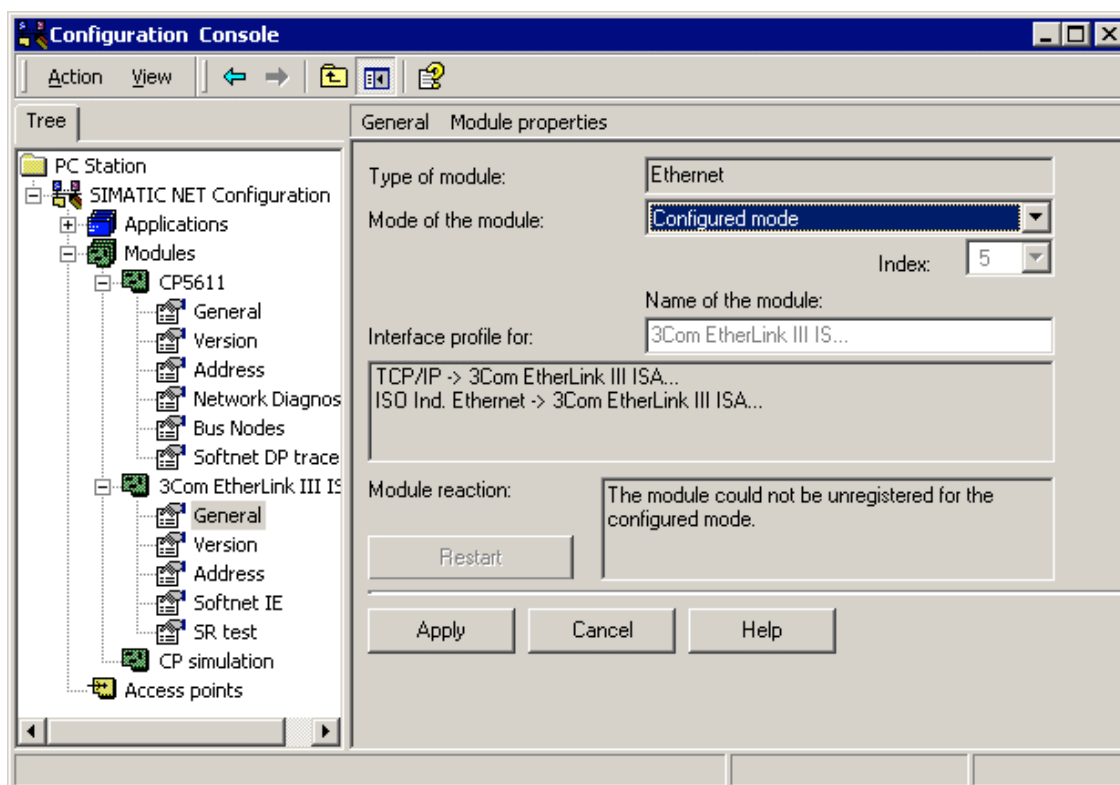 Configuration Console
Action View
Tree
General Module properties
PC Station
SIMATIC NET Configuration
Applications
Modules
CP5611
General
Version
Address
Network Diagnos
Bus Nodes
Softnet DP trace
3Com EtherLink III IS
General
Version
Address
Softnet IE
SR test
CP simulation
Access points
Type of module: Ethernet
Mode of the module: Configured mode
Index: 5
Name of the module:
Interface profile for: 3Com EtherLink III IS...
TCP/IP -> 3Com EtherLink III ISA...
ISO Ind. Ethernet -> 3Com EtherLink III ISA...
Module reaction: The module could not be unregistered for the
configured mode.
Restart
Apply Cancel Help